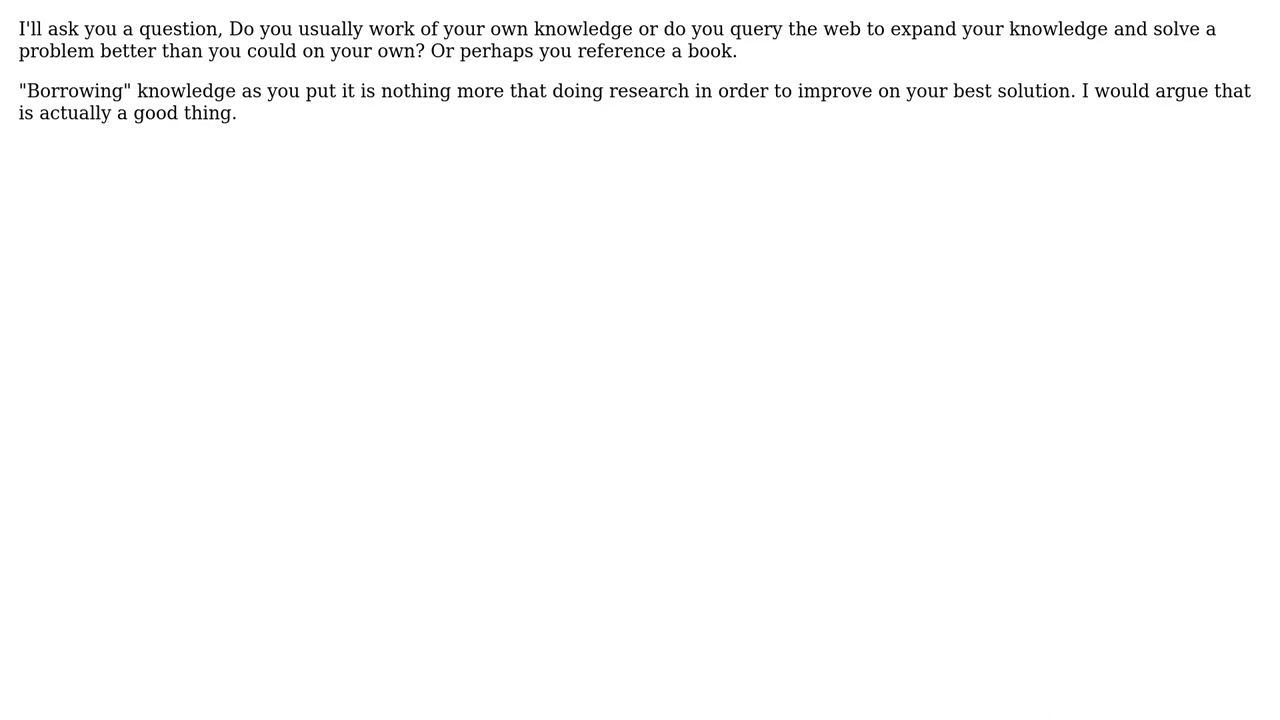 I'll ask you a question, Do you usually work of your own knowledge or do you query the web to expand your knowledge and solve a
problem better than you could on your own? Or perhaps you reference a book.
"Borrowing" knowledge as you put it is nothing more that doing research in order to improve on your best solution. I would argue that
is actually a good thing.